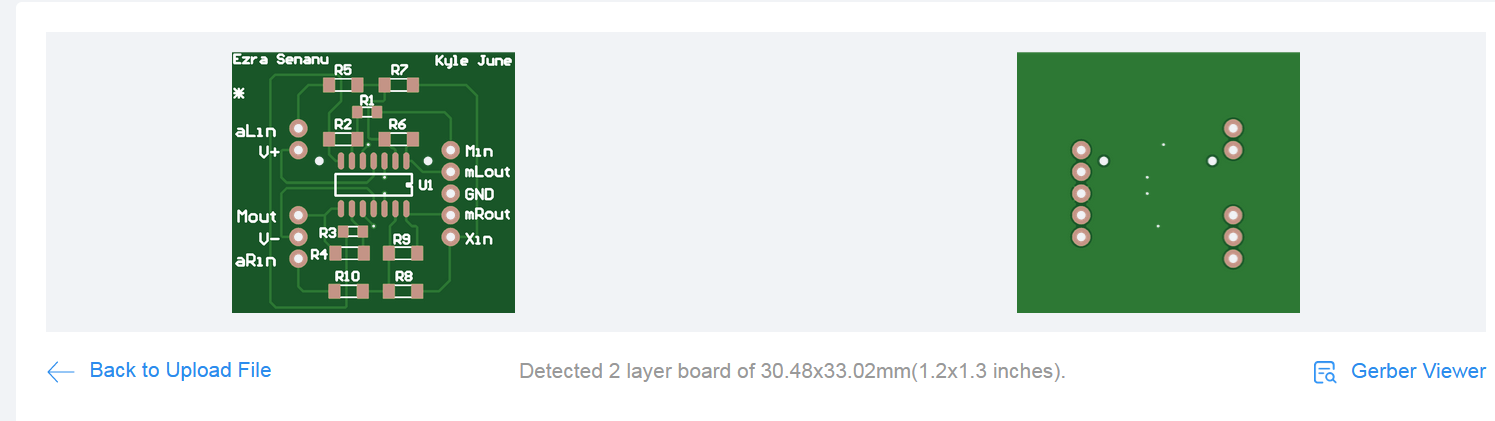 Ezra Senanu
Kyle June
R5
R7
*
R1
R2
R6
aLin
V+
Min
mLout
U1
GND
mRout
Mout
Xin
R3
V-
R9
R4
aRin
R10
R8
Back to Upload File
Detected 2 layer board of 30.48x33.02mm(1.2x1.3 inches).
Gerber Viewer